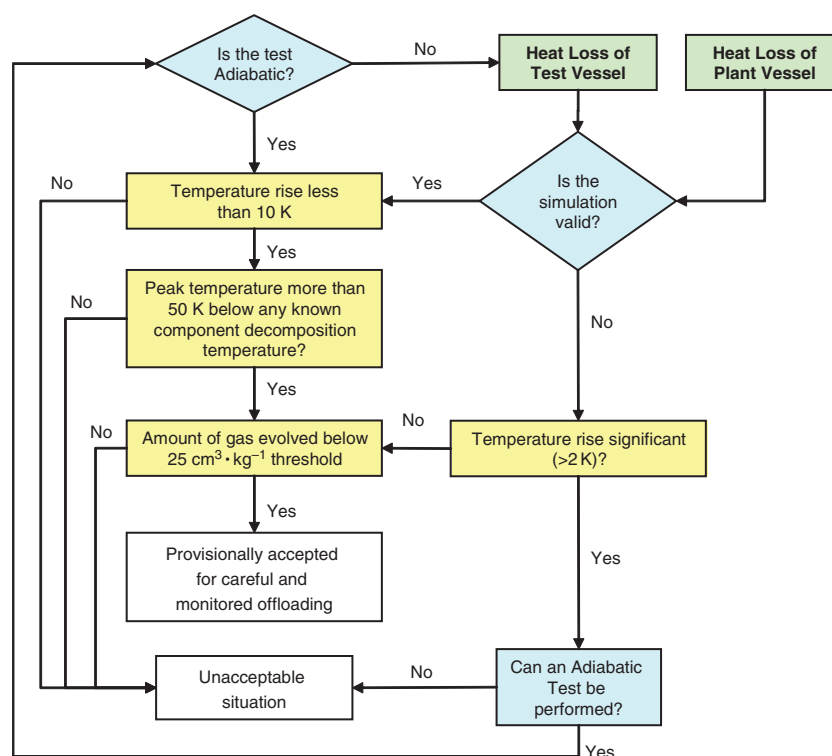 Is the test
Adiabatic?
No
Heat Loss of
Test Vessel
Heat Loss of
Plant Vessel
Yes
No
Temperature rise less
than 10 K
Yes
Is the
simulation
valid?
Yes
No
Peak temperature more than
50 K below any known
component decomposition
temperature?
No
Yes
No
Amount of gas evolved below
25 cm³・kg⁻¹ threshold
No
Temperature rise significant
(>2 K)?
Yes
Provisionally accepted
for careful and
monitored offloading
Yes
Unacceptable
situation
No
Can an Adiabatic
Test be
performed?
Yes